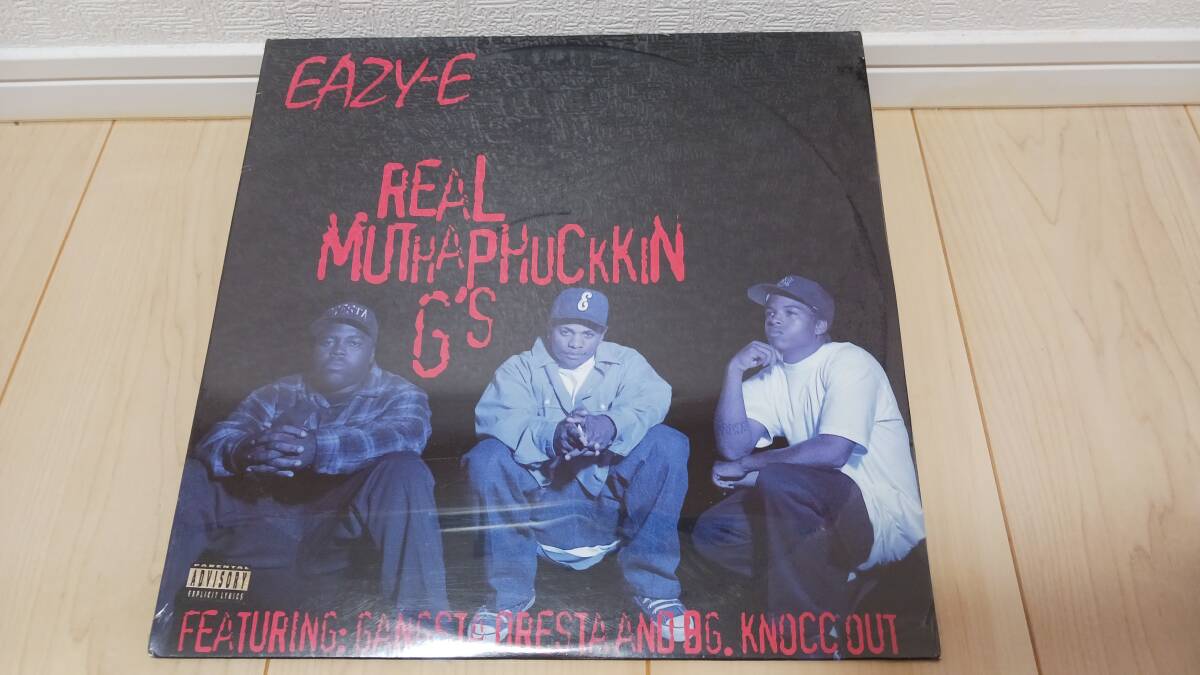 EAZY-E
REAL
MUTHAPHUCKKIN
G'S
E
PARENTAL
ADVISORY
EXPLICIT LYRICS
FEATURING: GANGSTA DRESTA AND BG. KNOCC OUT